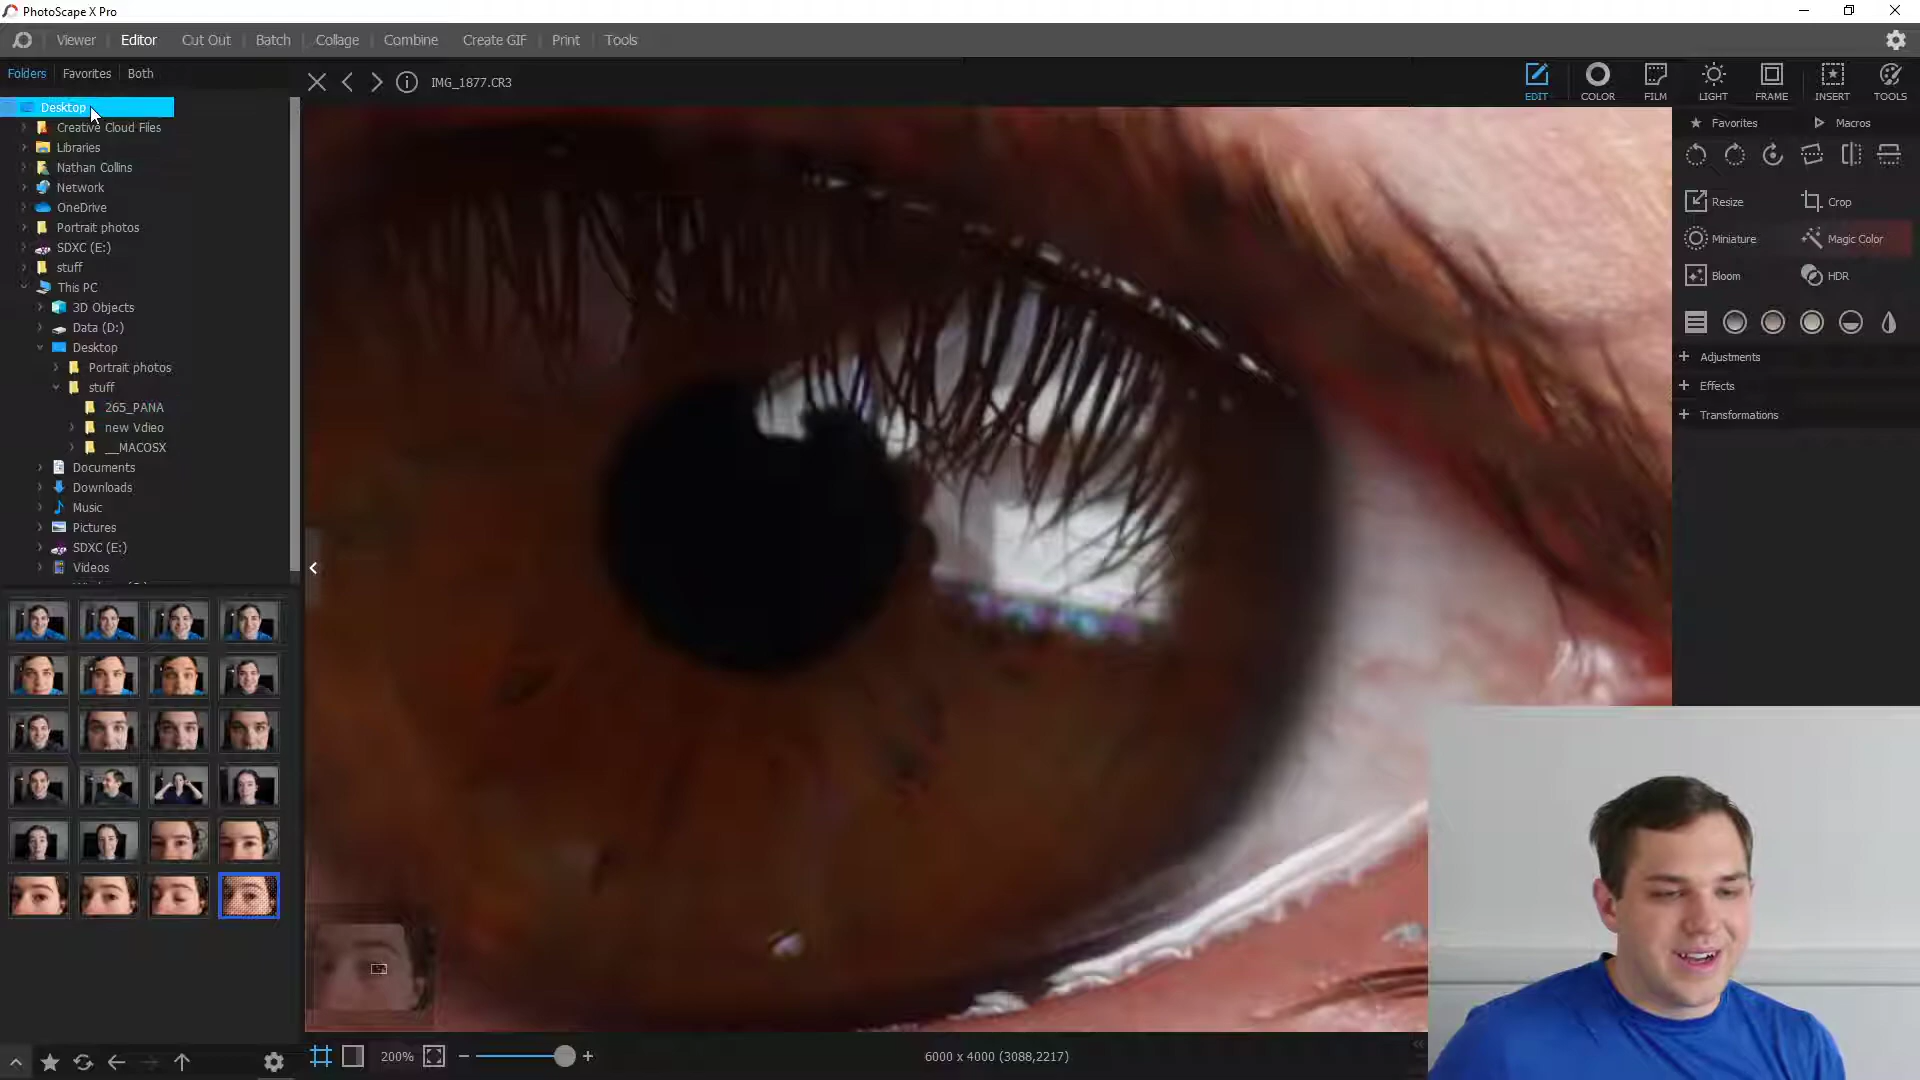 PhotoScape X Pro
Viewer Editor Cut Out Batch Collage Combine Create GIF Print Tools
Folders Favorites Both
IMG_1877.CR3
EDIT COLOR FILM LIGHT FRAME INSERT TOOLS
Desktop
Creative Cloud Files
Libraries
Nathan Collins
Network
OneDrive
Portrait photos
SDXC (E:)
stuff
This PC
3D Objects
Data (D:)
Desktop
Portrait photos
stuff
265_PANA
new Vdieo
__MACOSX
Documents
Downloads
Music
Pictures
SDXC (E:)
Videos
Favorites Macros
Resize Crop
Miniature Magic Color
Bloom HDR
Adjustments
Effects
Transformations
200%
6000 x 4000 (3088,2217)